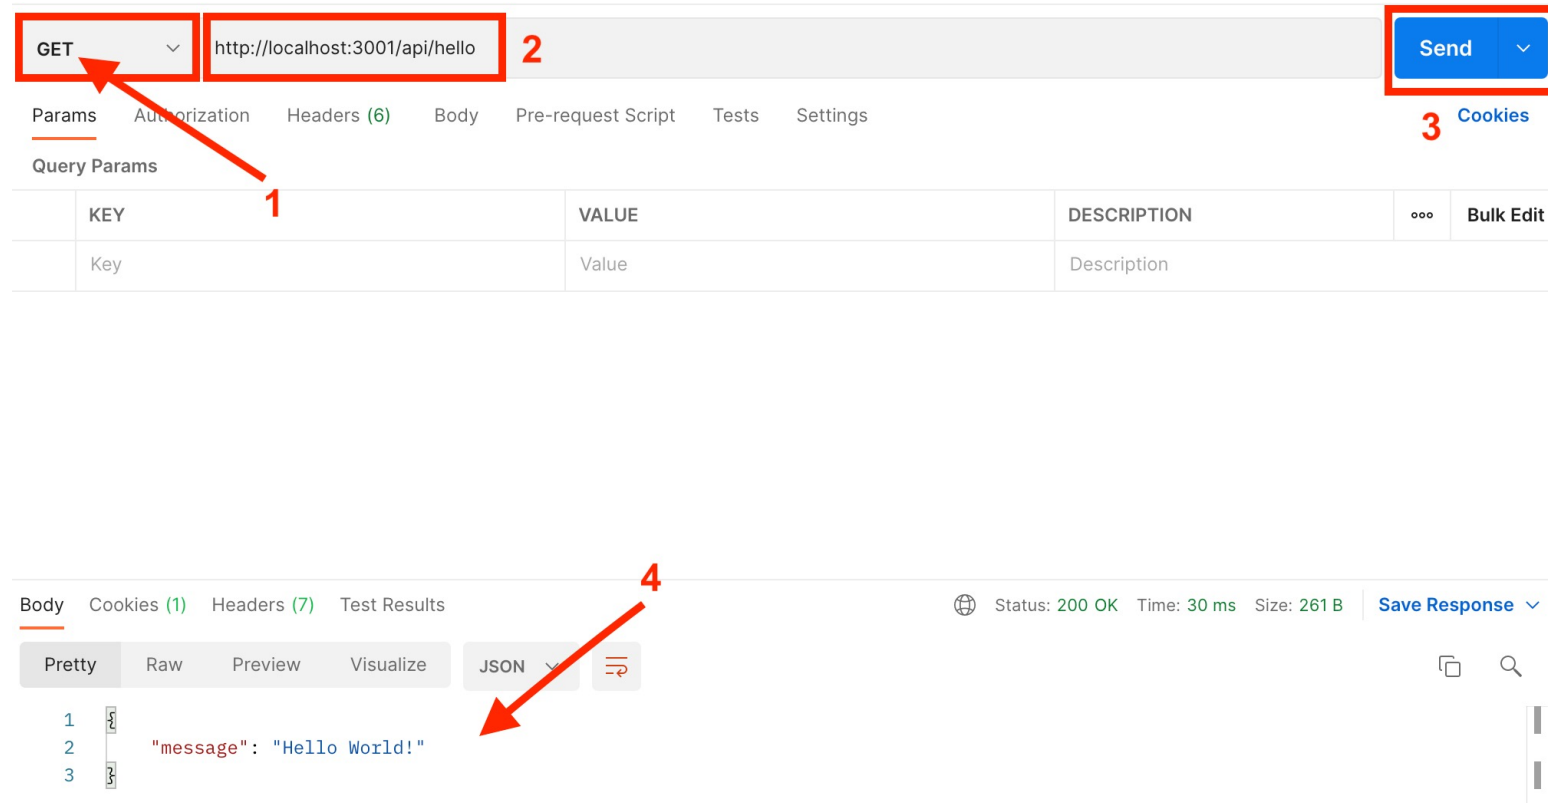 GET http://localhost:3001/api/hello 2 Send
Params Authorization Headers (6) Body Pre-request Script Tests Settings 3 Cookies
Query Params
1
KEY VALUE DESCRIPTION ooo Bulk Edit
Key Value Description
4
Body Cookies (1) Headers (7) Test Results Status: 200 OK Time: 30 ms Size: 261 B Save Response
Pretty Raw Preview Visualize JSON
1 {
2 "message": "Hello World!"
3 }